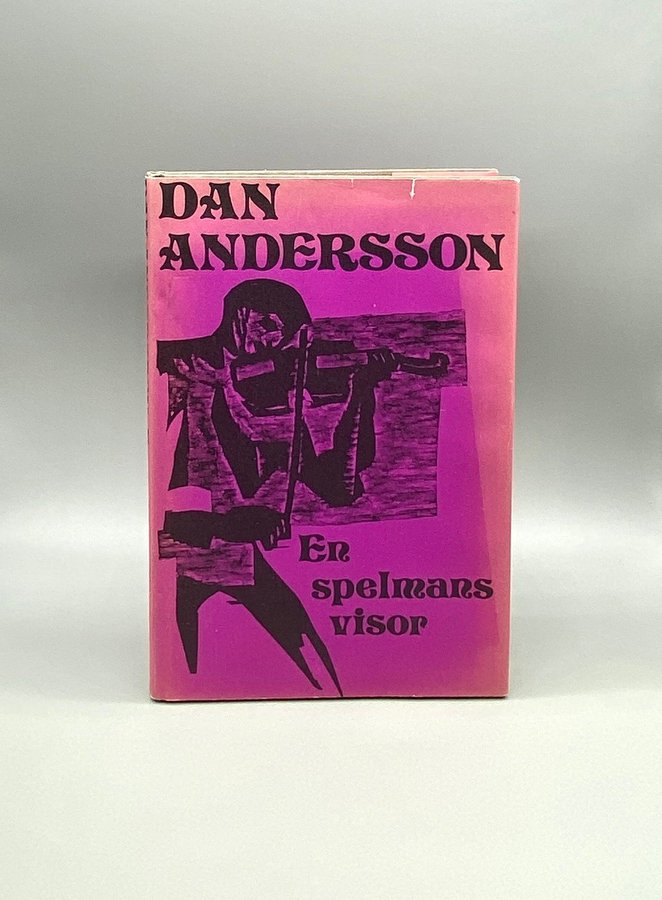 DAN
ANDERSSON
En
spelmans
visor